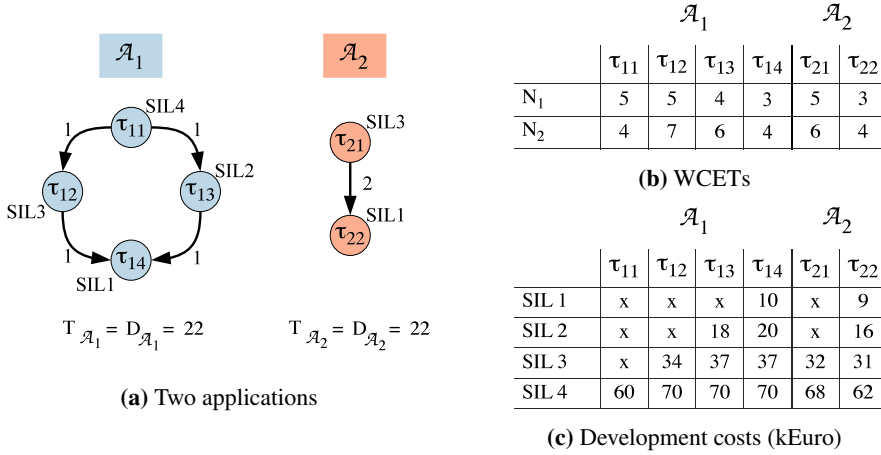 𝒜1
𝒜2
SIL4
τ11
1
1
SIL2
τ12
τ13
SIL3
1
1
τ14
SIL1
T 𝒜1 = D 𝒜1 = 22
SIL3
τ21
2
SIL1
τ22
T 𝒜2 = D 𝒜2 = 22
(a) Two applications
𝒜1 𝒜2
τ11 τ12 τ13 τ14 τ21 τ22
N1 5 5 4 3 5 3
N2 4 7 6 4 6 4
(b) WCETs
𝒜1 𝒜2
τ11 τ12 τ13 τ14 τ21 τ22
SIL 1 x x x 10 x 9
SIL 2 x x 18 20 x 16
SIL 3 x 34 37 37 32 31
SIL 4 60 70 70 70 68 62
(c) Development costs (kEuro)